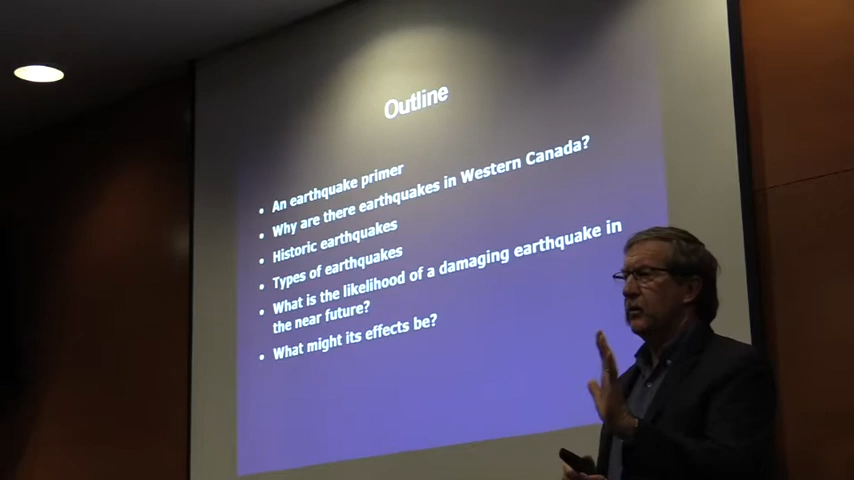 Outline
• An earthquake primer
• Why are there earthquakes in Western Canada?
• Historic earthquakes
• Types of earthquakes
• What is the likelihood of a damaging earthquake in
the near future?
• What might its effects be?